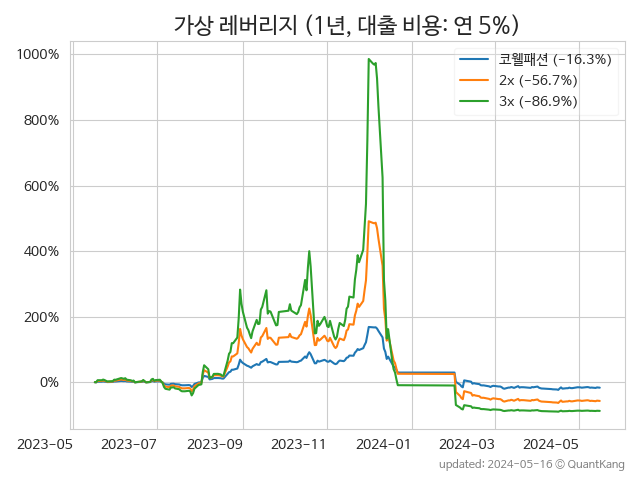 가상 레버리지 (1년, 대출 비용: 연 5%)
코웰패션 (−16.3%)
2x (−56.7%)
3x (−86.9%)
1000%
800%
600%
400%
200%
0%
2023-05 2023-07 2023-09 2023-11 2024-01 2024-03 2024-05
updated: 2024-05-16 © QuantKang